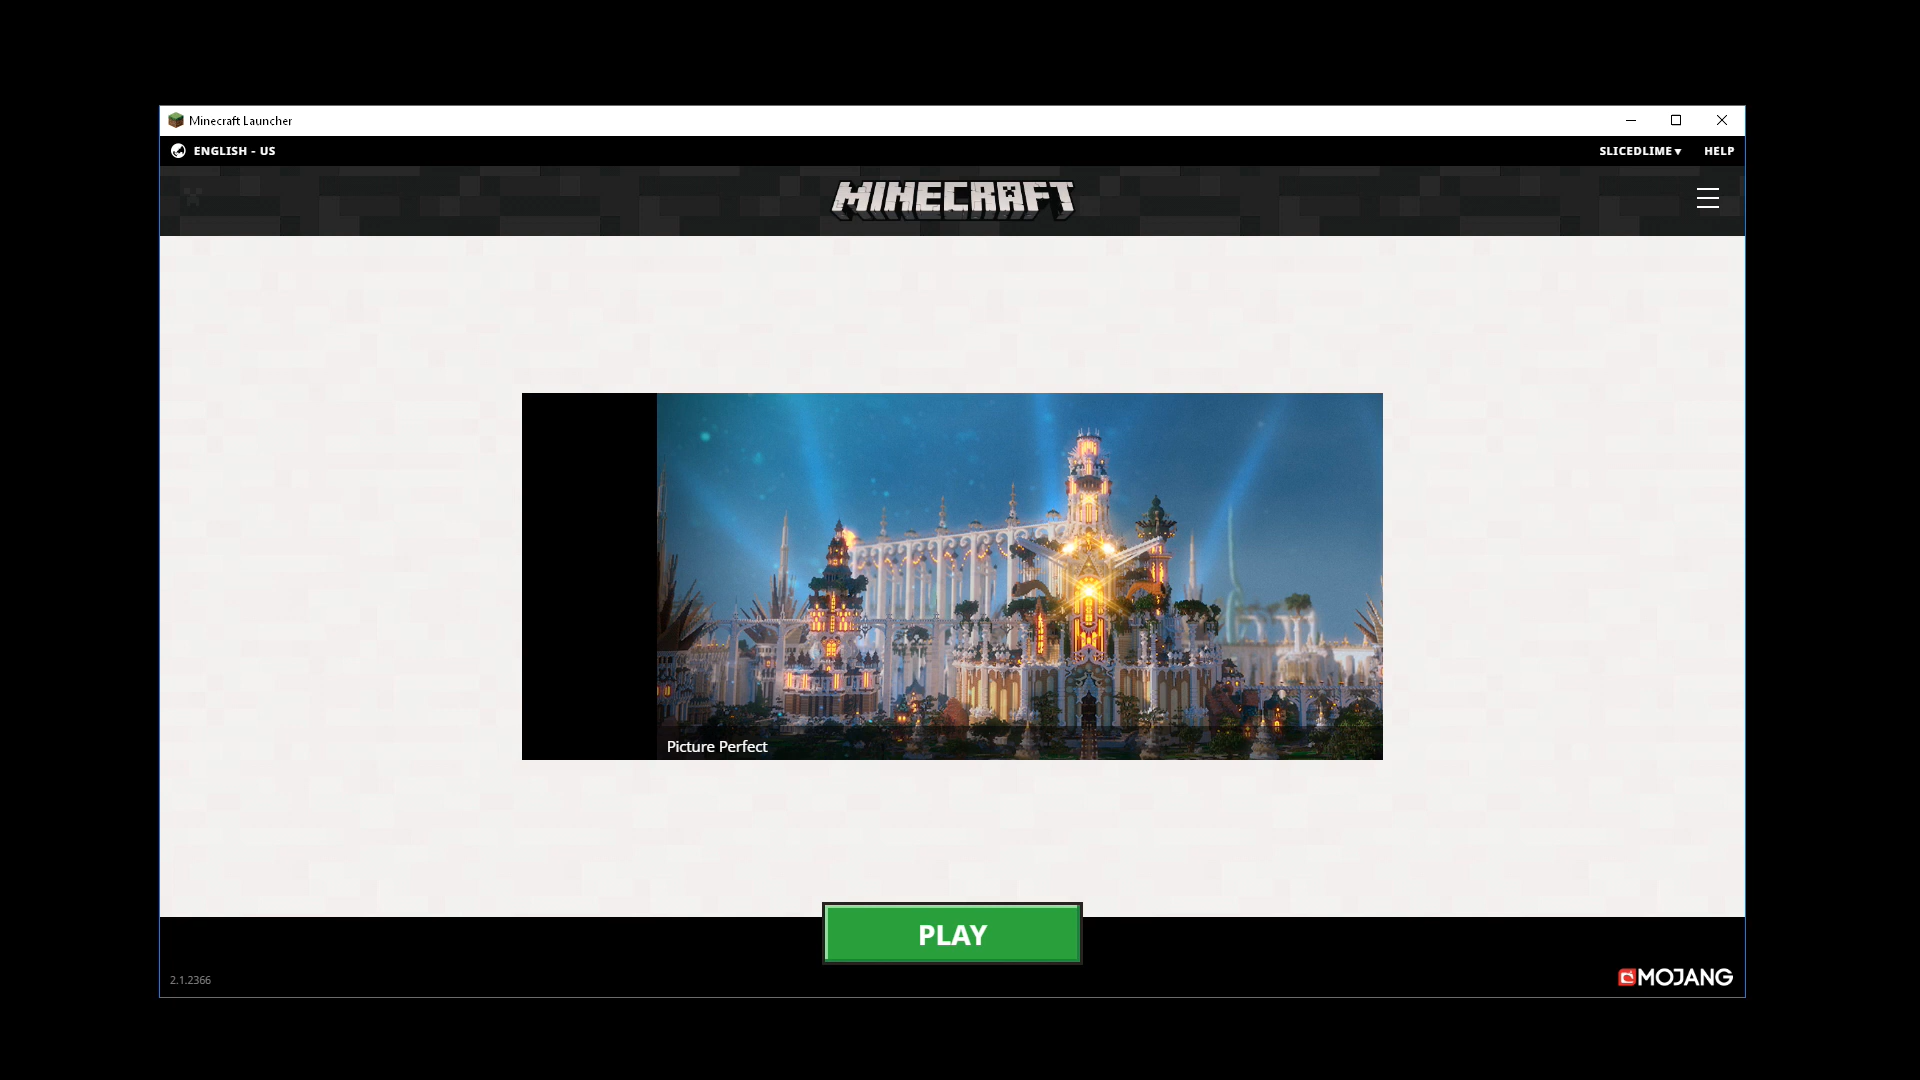 Minecraft Launcher
ENGLISH - US
SLICEDLIME▼
HELP
MINECRAFT
Picture Perfect
PLAY
2.1.2366
MOJANG